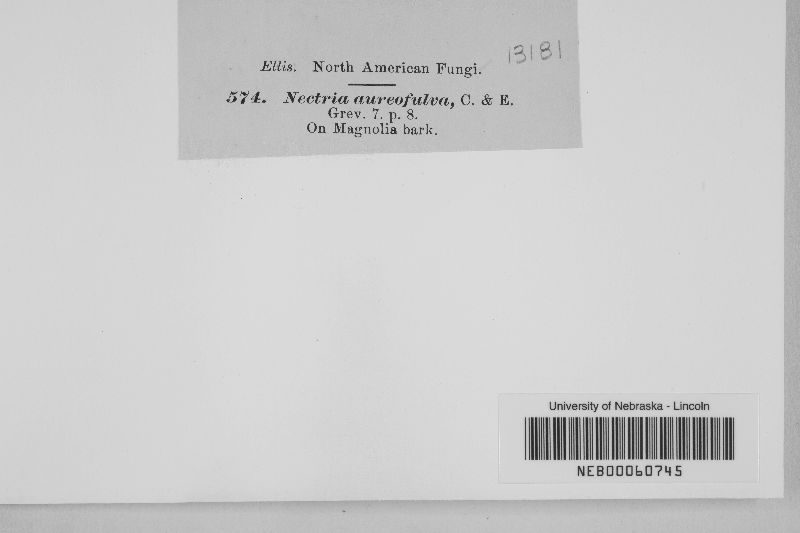 13181
Ellis. North American Fungi.
574. Nectria aureofulva, C. & E.
Grev. 7. p. 8.
On Magnolia bark.
University of Nebraska - Lincoln
NEB00060745